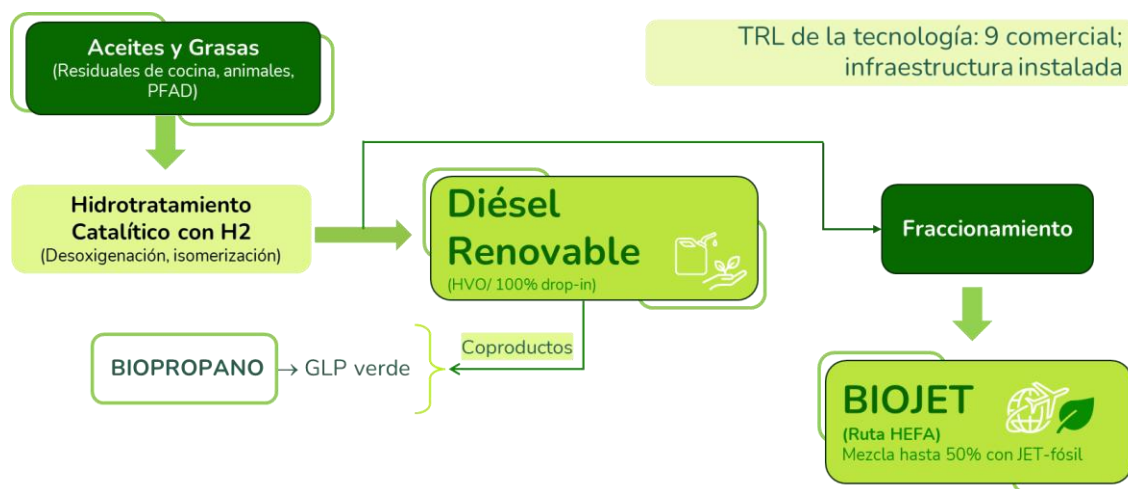 Aceites y Grasas
(Residuales de cocina, animales,
PFAD)
TRL de la tecnología: 9 comercial;
infraestructura instalada
Hidrotratamiento
Catalítico con H2
(Desoxigenación, isomerización)
Diésel
Renovable
(HVO/ 100% drop-in)
Fraccionamiento
Coproductos
BIOPROPANO → GLP verde
BIOJET
(Ruta HEFA)
Mezcla hasta 50% con JET-fósil